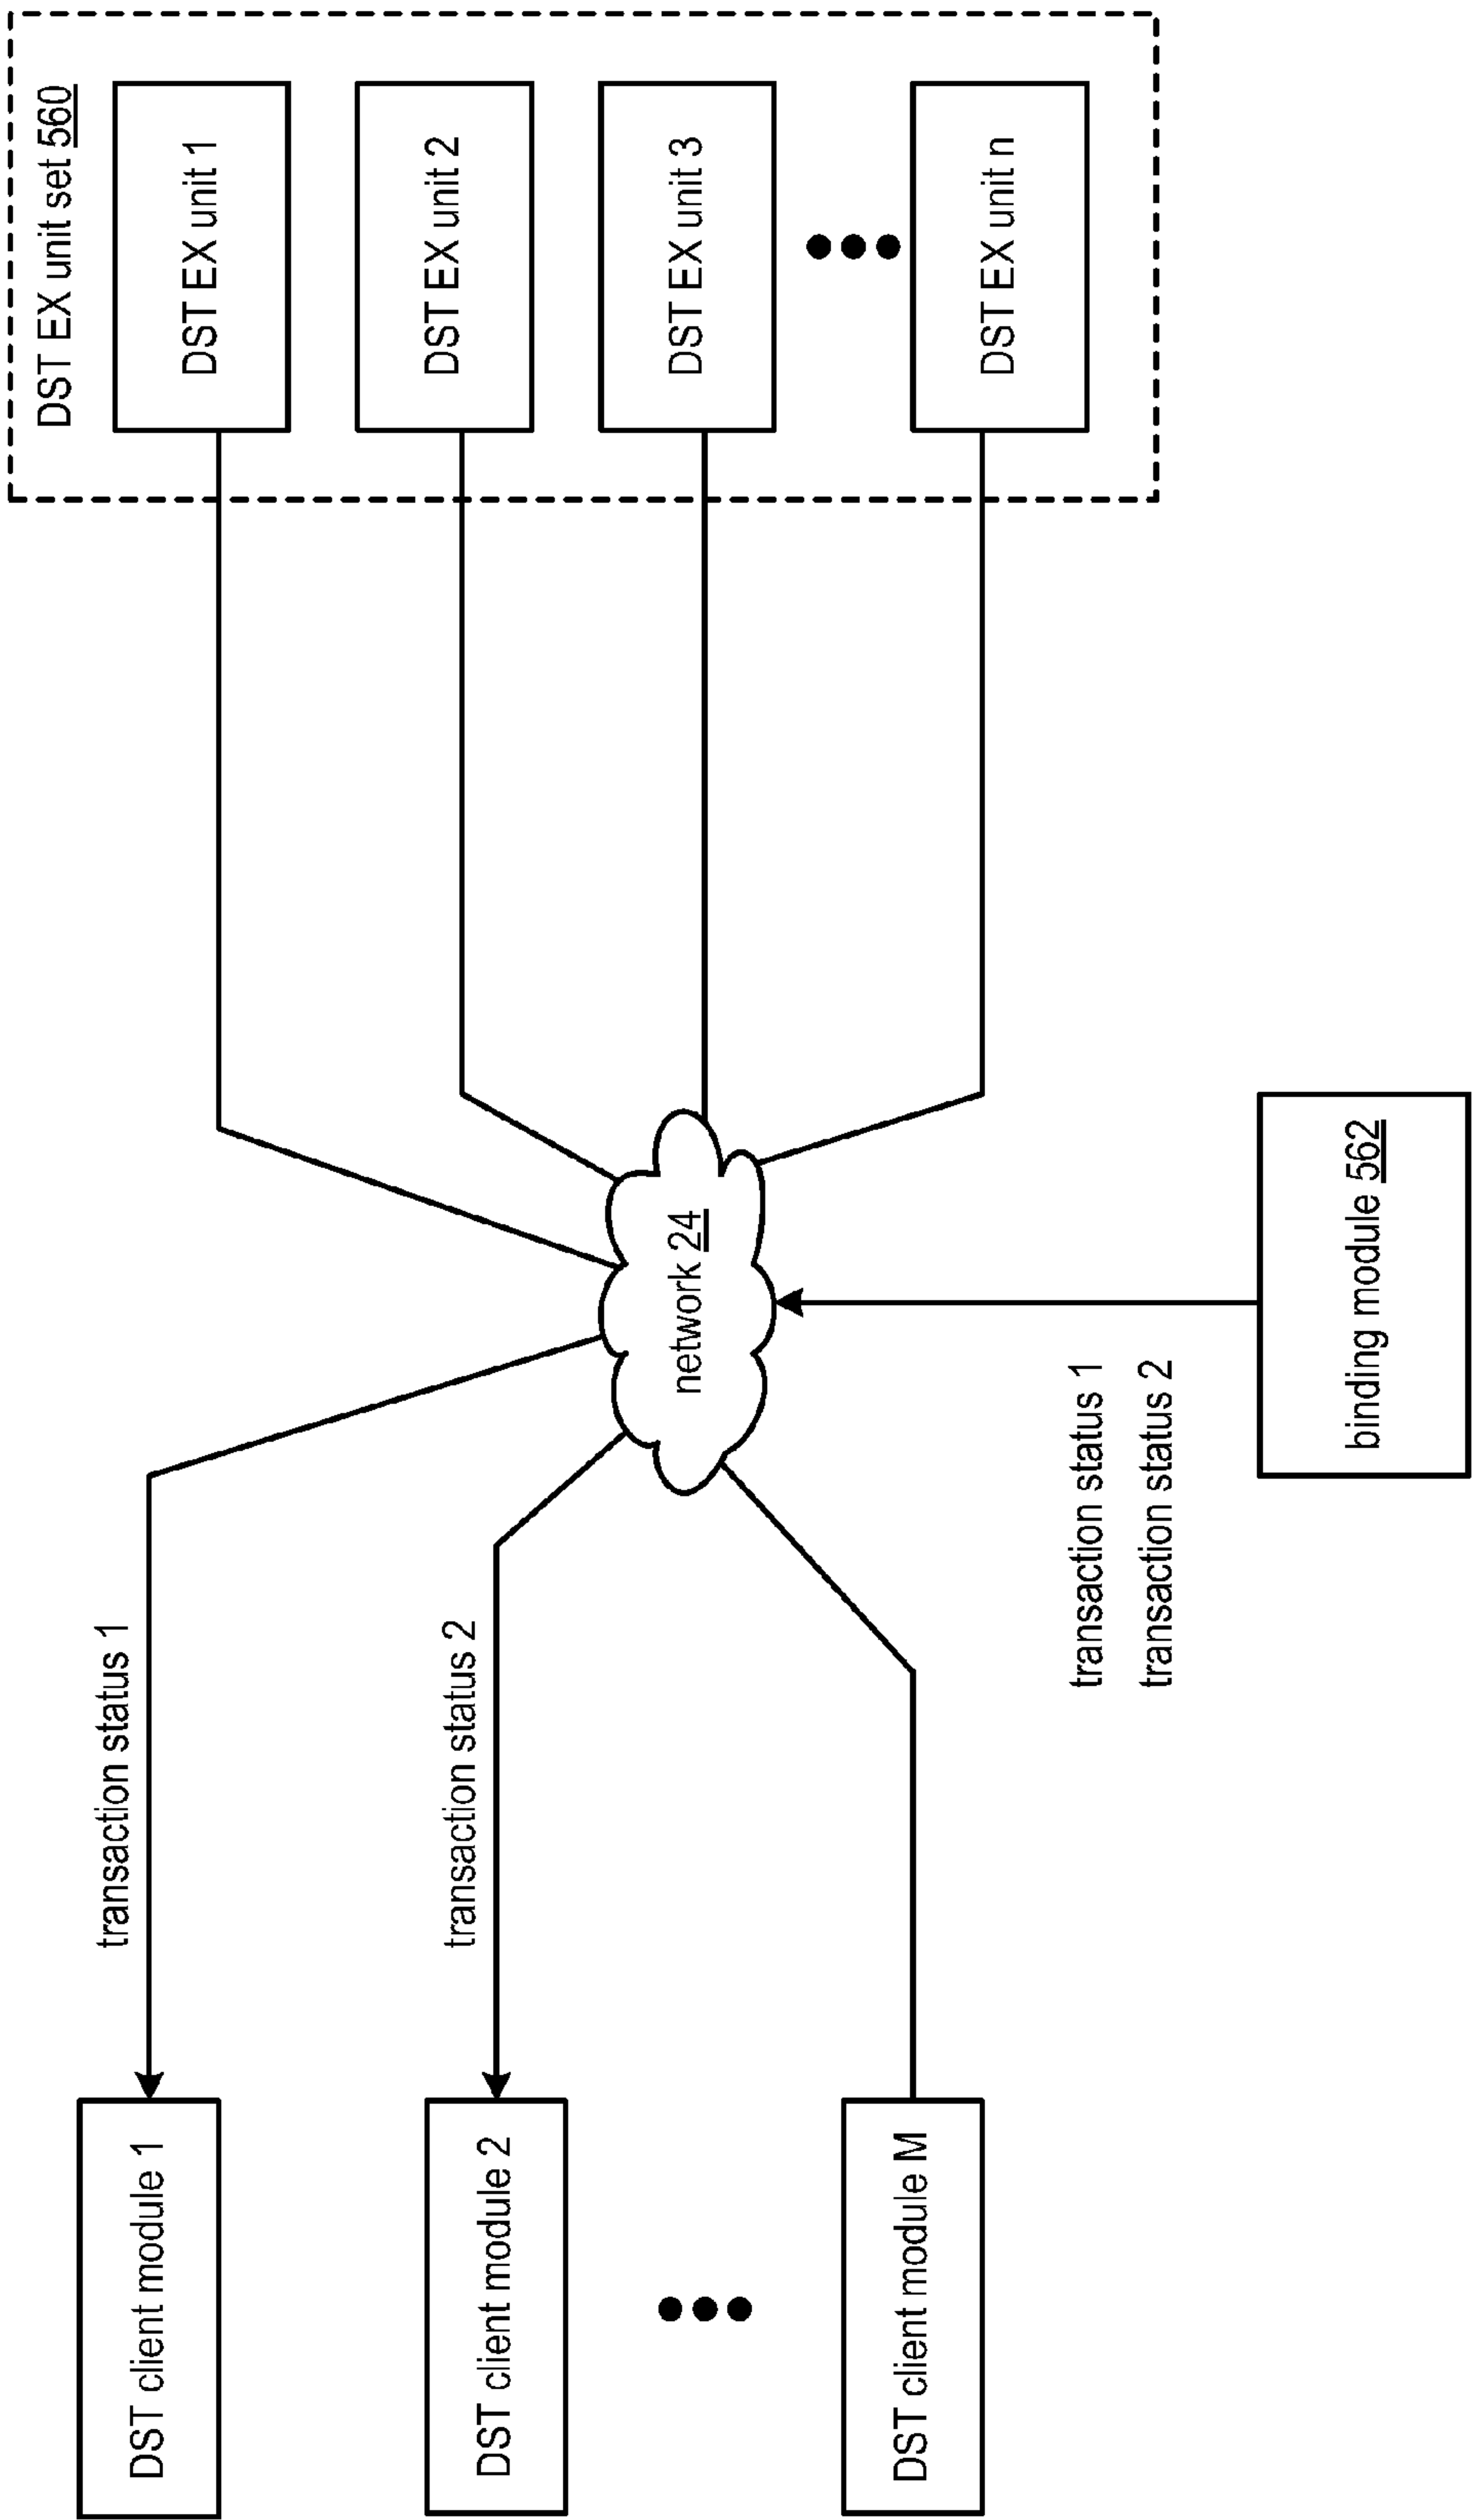 DST client module 1
transaction status 1
DST client module 2
transaction status 2
DST client module M
network 24
transaction status 1
transaction status 2
binding module 562
DST EX unit set 560
DST EX unit 1
DST EX unit 2
DST EX unit 3
DST EX unit n